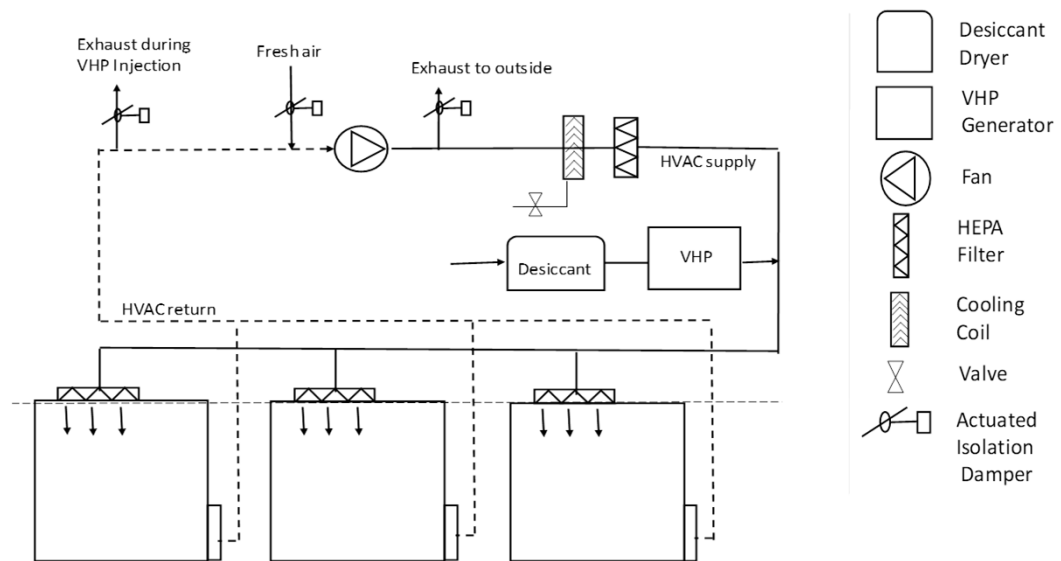 Exhaust during
VHP Injection
Fresh air
Exhaust to outside
HVAC supply
Desiccant
VHP
HVAC return
Desiccant
Dryer
VHP
Generator
Fan
HEPA
Filter
Cooling
Coil
Valve
Actuated
Isolation
Damper